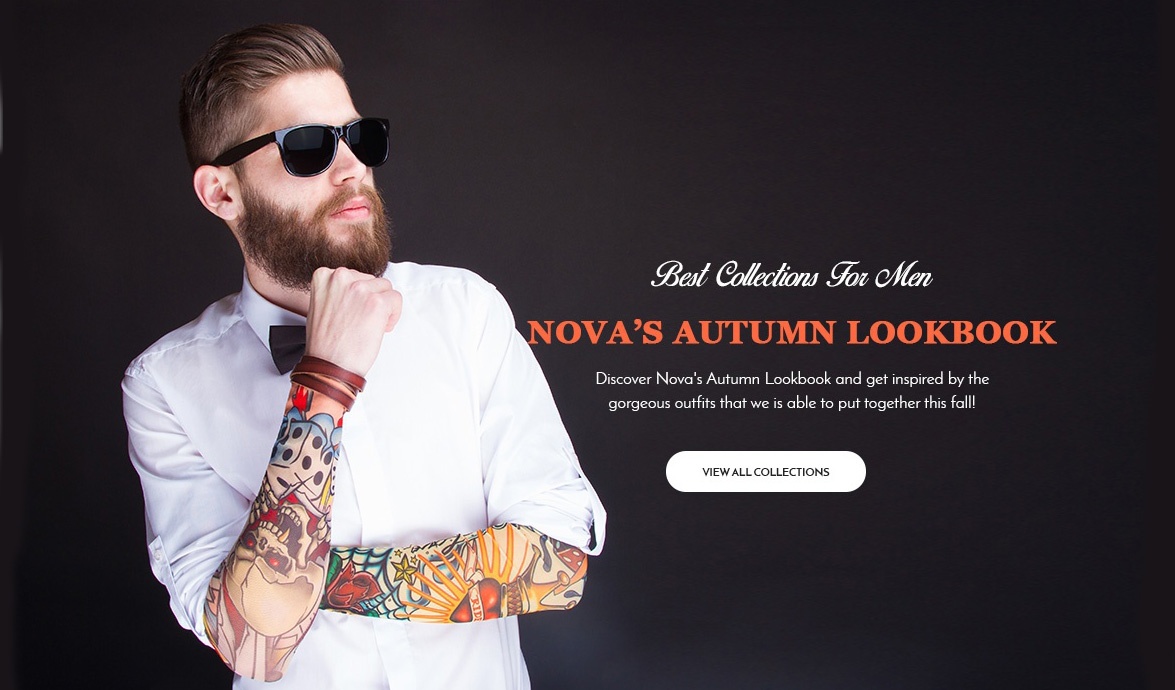 Best Collections For Men
NOVA'S AUTUMN LOOKBOOK
Discover Nova's Autumn Lookbook and get inspired by the
gorgeous outfits that we is able to put together this fall!
VIEW ALL COLLECTIONS